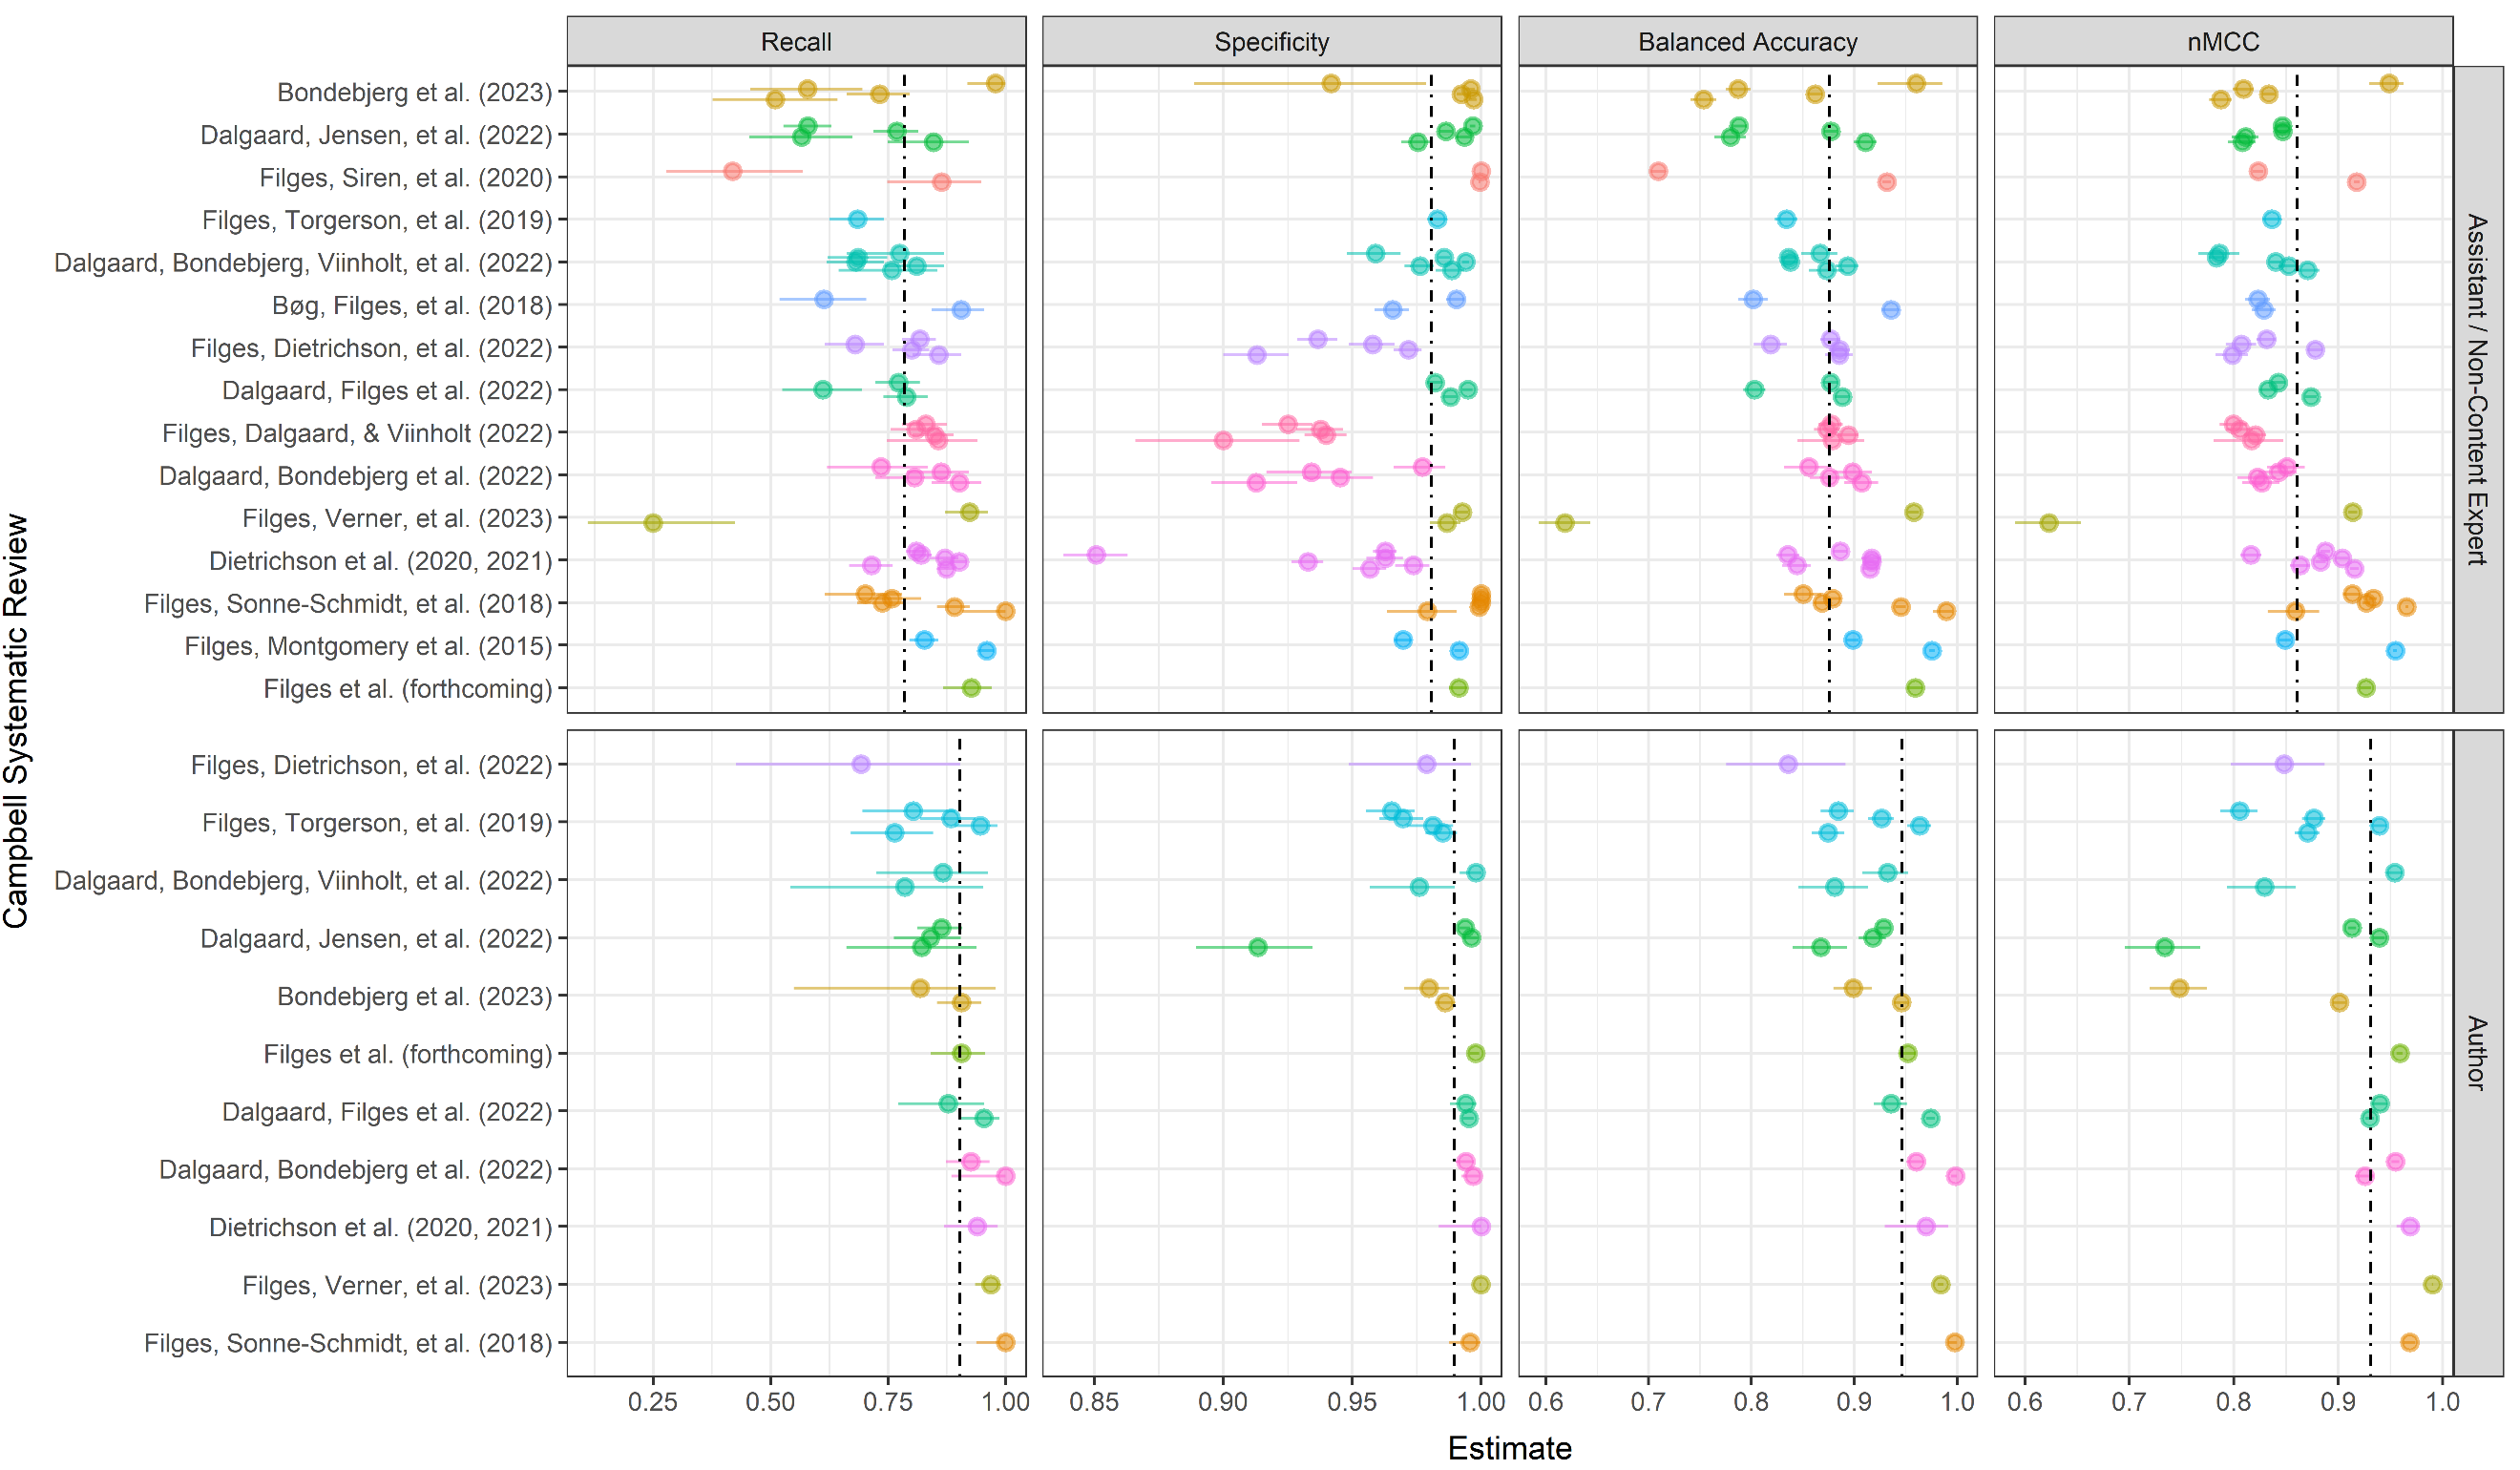 Recall
Specificity
Balanced Accuracy
nMCC
Campbell Systematic Review
Bondebjerg et al. (2023)
Dalgaard, Jensen, et al. (2022)
Filges, Siren, et al. (2020)
Filges, Torgerson, et al. (2019)
Dalgaard, Bondebjerg, Viinholt, et al. (2022)
Bøg, Filges, et al. (2018)
Filges, Dietrichson, et al. (2022)
Dalgaard, Filges et al. (2022)
Filges, Dalgaard, & Viinholt (2022)
Dalgaard, Bondebjerg et al. (2022)
Filges, Verner, et al. (2023)
Dietrichson et al. (2020, 2021)
Filges, Sonne-Schmidt, et al. (2018)
Filges, Montgomery et al. (2015)
Filges et al. (forthcoming)
Assistant / Non-Content Expert
Filges, Dietrichson, et al. (2022)
Filges, Torgerson, et al. (2019)
Dalgaard, Bondebjerg, Viinholt, et al. (2022)
Dalgaard, Jensen, et al. (2022)
Bondebjerg et al. (2023)
Filges et al. (forthcoming)
Dalgaard, Filges et al. (2022)
Dalgaard, Bondebjerg et al. (2022)
Dietrichson et al. (2020, 2021)
Filges, Verner, et al. (2023)
Filges, Sonne-Schmidt, et al. (2018)
Author
0.25 0.50 0.75 1.00
0.85 0.90 0.95 1.00
0.6 0.7 0.8 0.9 1.0
0.6 0.7 0.8 0.9 1.0
Estimate